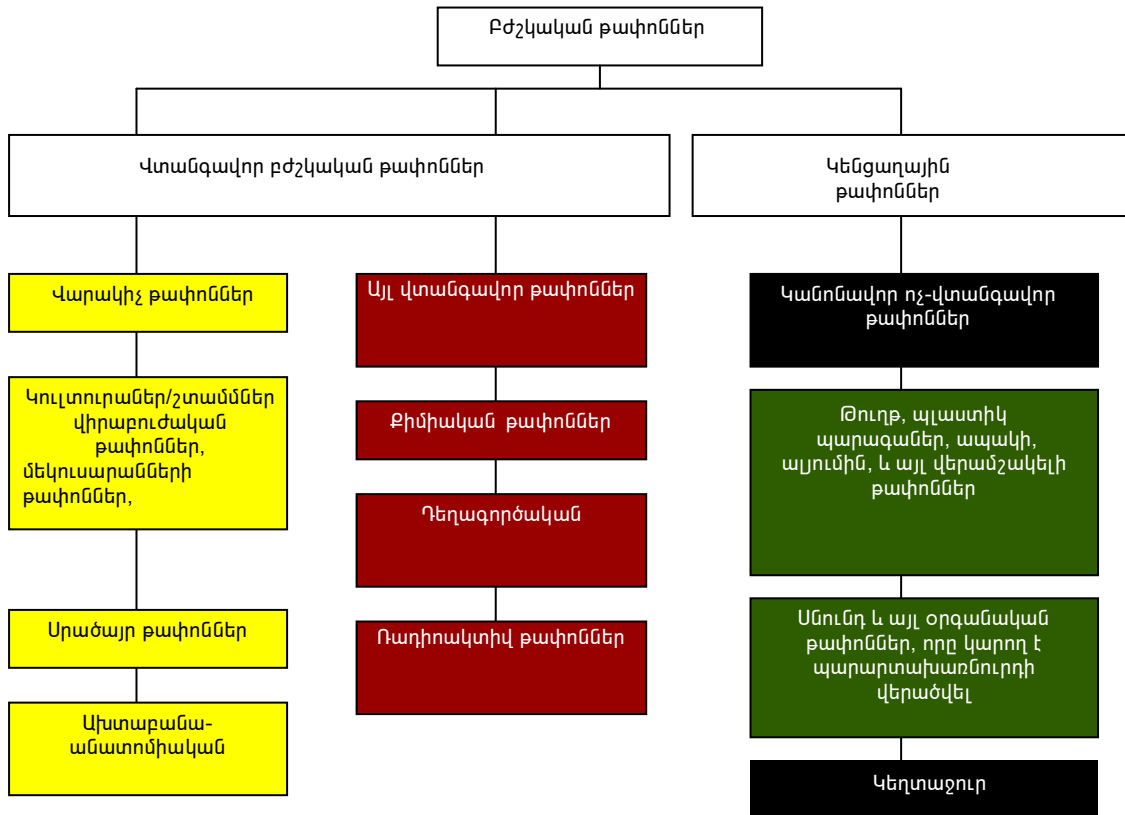 Բժշկական թափոններ
Վտանգավոր բժշկական թափոններ
Կենցաղային
թափոններ
Վարակիչ թափոններ
Կուլտուրաներ/շտամմներ
վիրաբուժական
թափոններ,
մեկուսարանների
թափոններ,
Սրածայր թափոններ
Ախտաբանա-
անատոմիական
Այլ վտանգավոր թափոններ
Քիմիական թափոններ
Դեղագործական
Ռադիոակտիվ թափոններ
Կանոնավոր ոչ-վտանգավոր
թափոններ
Թուղթ, պլաստիկ
պարագաներ, ապակի,
ալյումին, և այլ վերամշակելի
թափոններ
Սնունդ և այլ օրգանական
թափոններ, որը կարող է
պարարտախառնուրդի
վերածվել
Կեղտաջուր